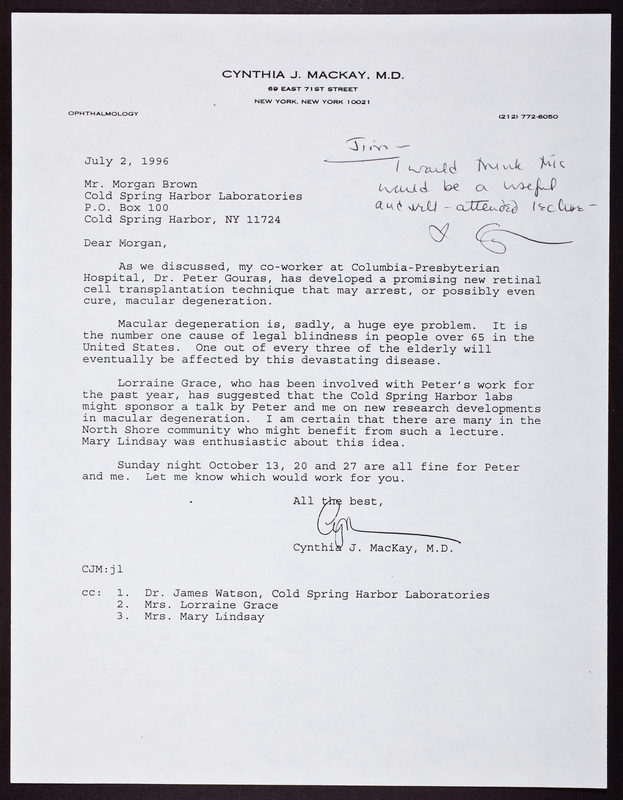 CYNTHIA J. MACKAY, M.D.
69 EAST 71ST STREET
NEW YORK, NEW YORK 10021
OPHTHALMOLOGY
(212) 772-6050
Jim –
I would think this
would be a useful
and well-attended lecture –
July 2, 1996
Mr. Morgan Brown
Cold Spring Harbor Laboratories
P.O. Box 100
Cold Spring Harbor, NY 11724
Dear Morgan,
As we discussed, my co-worker at Columbia-Presbyterian
Hospital, Dr. Peter Gouras, has developed a promising new retinal
cell transplantation technique that may arrest, or possibly even
cure, macular degeneration.
Macular degeneration is, sadly, a huge eye problem. It is
the number one cause of legal blindness in people over 65 in the
United States. One out of every three of the elderly will
eventually be affected by this devastating disease.
Lorraine Grace, who has been involved with Peter's work for
the past year, has suggested that the Cold Spring Harbor labs
might sponsor a talk by Peter and me on new research developments
in macular degeneration. I am certain that there are many in the
North Shore community who might benefit from such a lecture.
Mary Lindsay was enthusiastic about this idea.
Sunday night October 13, 20 and 27 are all fine for Peter
and me. Let me know which would work for you.
All the best,
Cynthia J. MacKay, M.D.
CJM:jl
cc: 1. Dr. James Watson, Cold Spring Harbor Laboratories
2. Mrs. Lorraine Grace
3. Mrs. Mary Lindsay